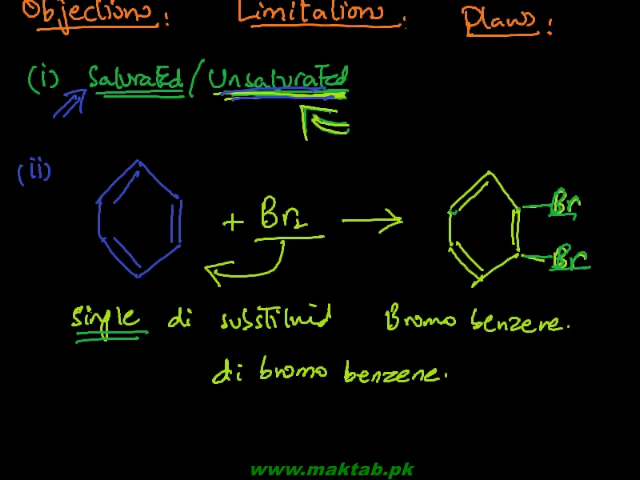 Objections. Limitations. Flaws.
(i) Saturated / Unsaturated
(ii)
+ Br2 → Br
Br
Single di substituid Bromo benzene.
di bromo benzene.
www.maktab.pk